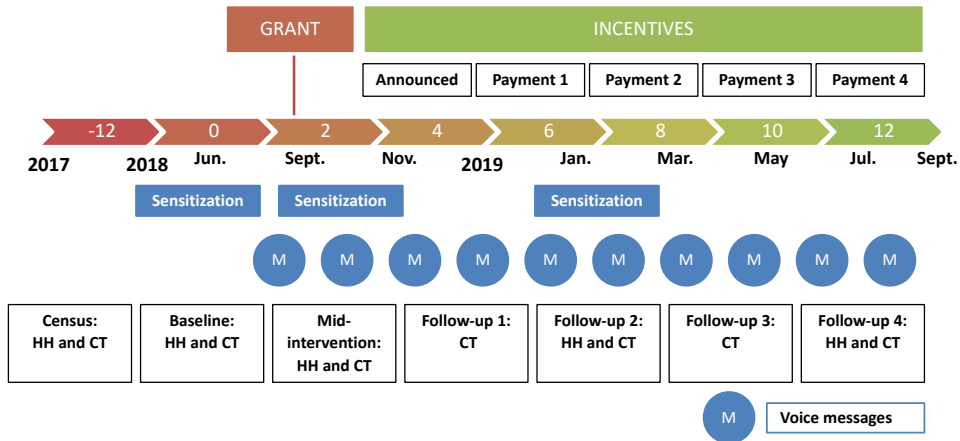 GRANT
INCENTIVES
Announced
Payment 1
Payment 2
Payment 3
Payment 4
-12
0
2
4
6
8
10
12
2017
2018
Jun.
Sept.
Nov.
2019
Jan.
Mar.
May
Jul.
Sept.
Sensitization
Sensitization
Sensitization
M
M
M
M
M
M
M
M
M
M
Census:
HH and CT
Baseline:
HH and CT
Mid-
intervention:
HH and CT
Follow-up 1:
CT
Follow-up 2:
HH and CT
Follow-up 3:
CT
Follow-up 4:
HH and CT
M
Voice messages